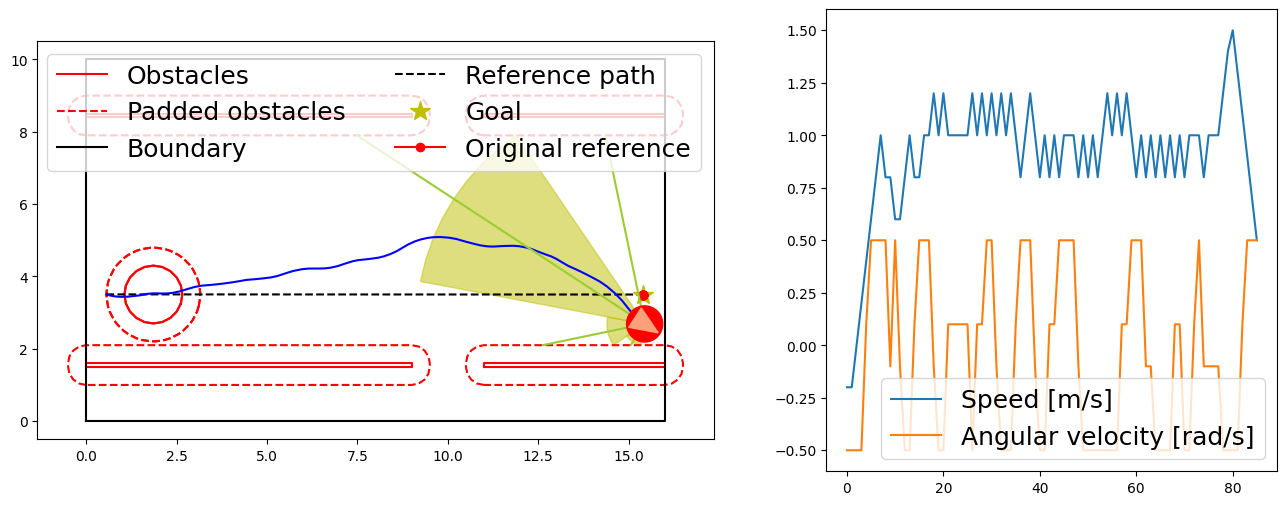 Obstacles
Padded obstacles
Boundary
Reference path
Goal
Original reference
10
8
6
4
2
0
0.0 2.5 5.0 7.5 10.0 12.5 15.0
1.50
1.25
1.00
0.75
0.50
0.25
0.00
−0.25
−0.50
Speed [m/s]
Angular velocity [rad/s]
0 20 40 60 80